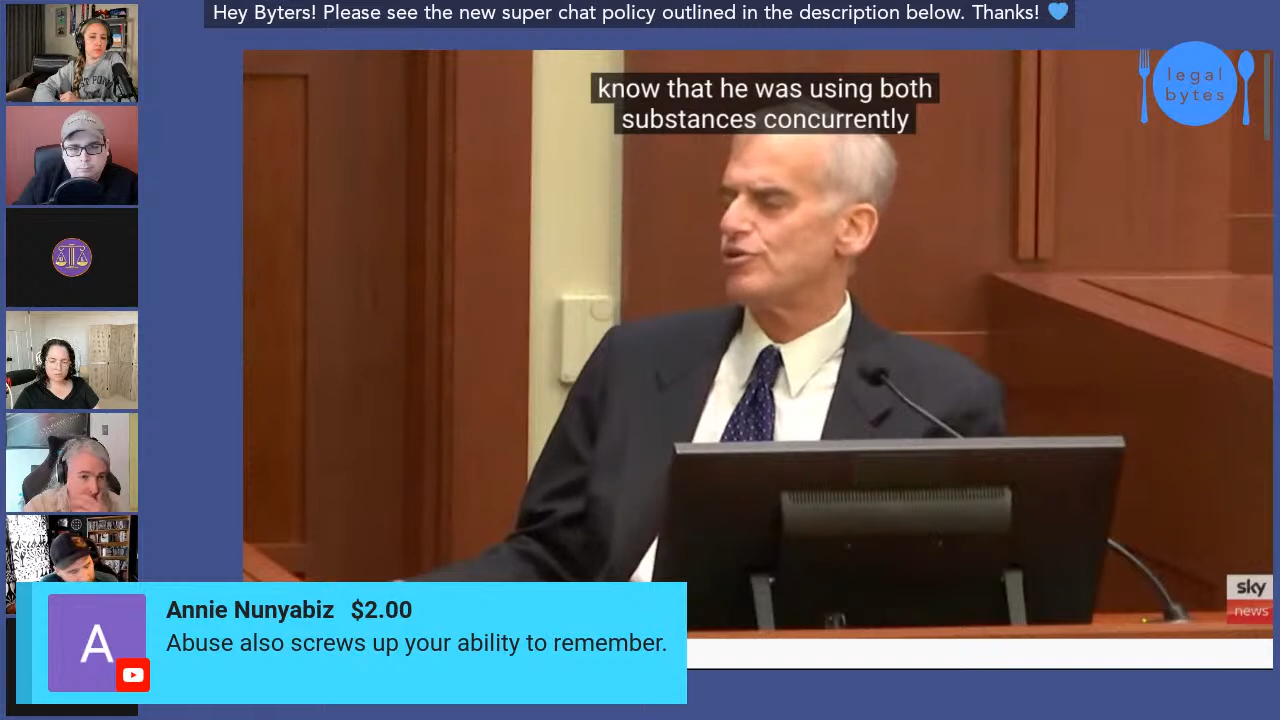 Hey Byters! Please see the new super chat policy outlined in the description below. Thanks! 💙
legal
bytes
know that he was using both
substances concurrently
sky
news
A
Annie Nunyabiz $2.00
Abuse also screws up your ability to remember.